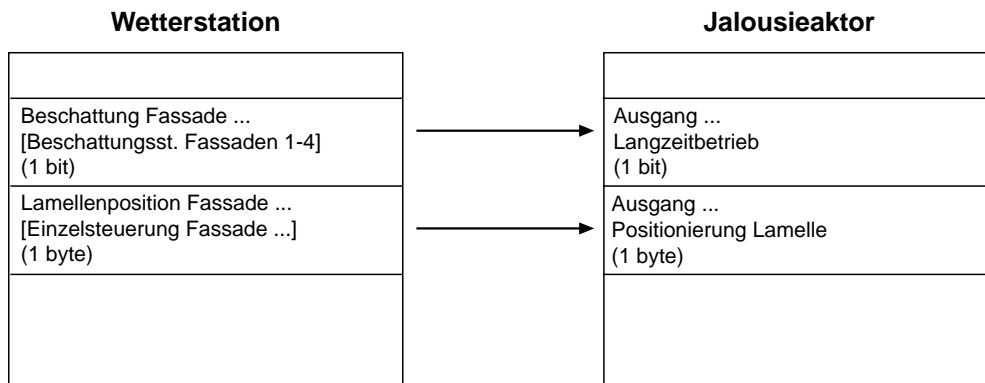 Wetterstation
Jalousieaktor
Beschattung Fassade ...
[Beschattungsst. Fassaden 1-4]
(1 bit)
Ausgang ...
Langzeitbetrieb
(1 bit)
Lamellenposition Fassade ...
[Einzelsteuerung Fassade ...]
(1 byte)
Ausgang ...
Positionierung Lamelle
(1 byte)